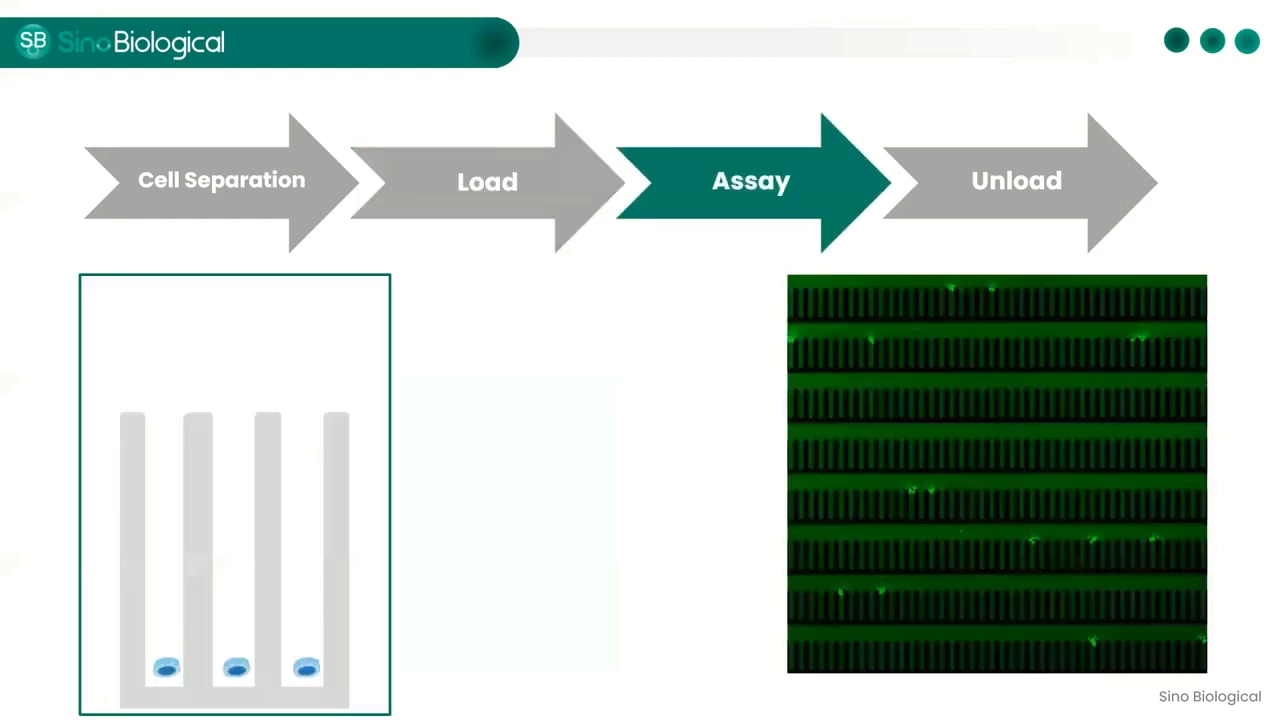 SB SinoBiological
Cell Separation
Load
Assay
Unload
Sino Biological